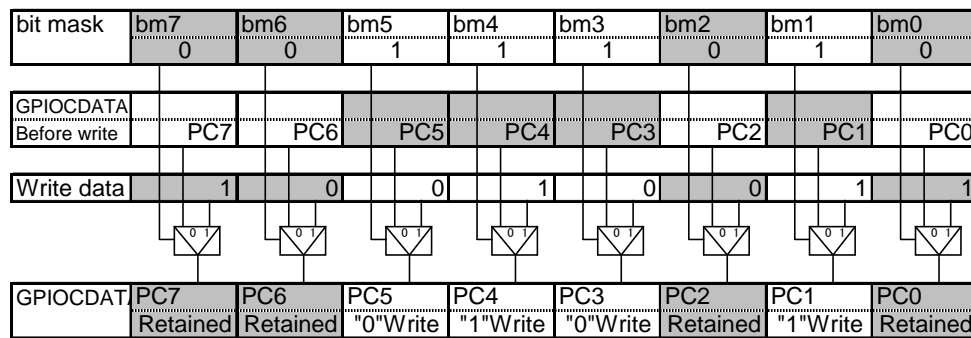 bit mask bm7 bm6 bm5 bm4 bm3 bm2 bm1 bm0
0 0 1 1 1 0 1 0
GPIOCDATA
Before write PC7 PC6 PC5 PC4 PC3 PC2 PC1 PC0
Write data 1 0 0 1 0 0 1 1
0 1 0 1 0 1 0 1 0 1 0 1 0 1 0 1
GPIOCDATA PC7 PC6 PC5 PC4 PC3 PC2 PC1 PC0
Retained Retained "0"Write "1"Write "0"Write Retained "1"Write Retained